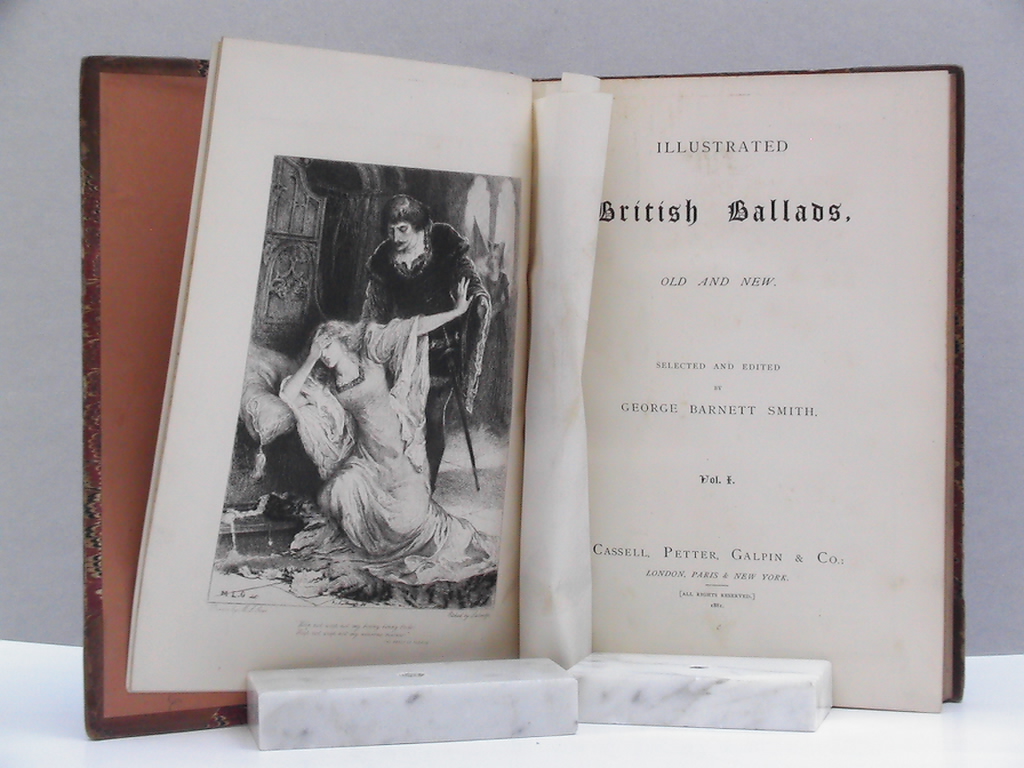 ILLUSTRATED
British Ballads,
OLD AND NEW.
SELECTED AND EDITED
BY
GEORGE BARNETT SMITH.
Vol. I.
CASSELL, PETTER, GALPIN & CO.:
LONDON, PARIS & NEW YORK.
[ALL RIGHTS RESERVED.]
1881.